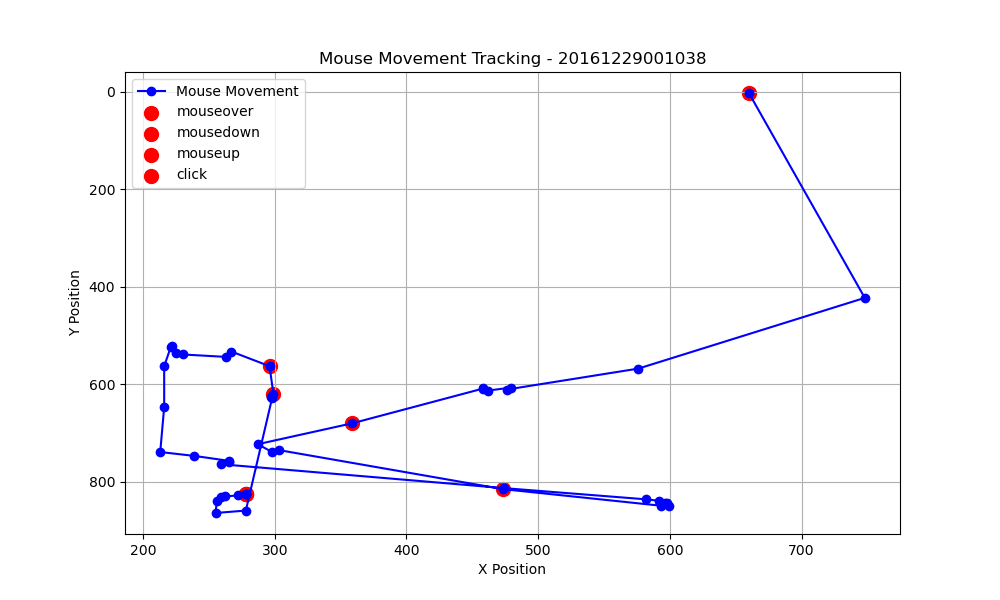 Mouse Movement Tracking - 20161229001038
Mouse Movement
mouseover
mousedown
mouseup
click
0
200
400
600
800
Y Position
200
300
400
500
600
700
X Position